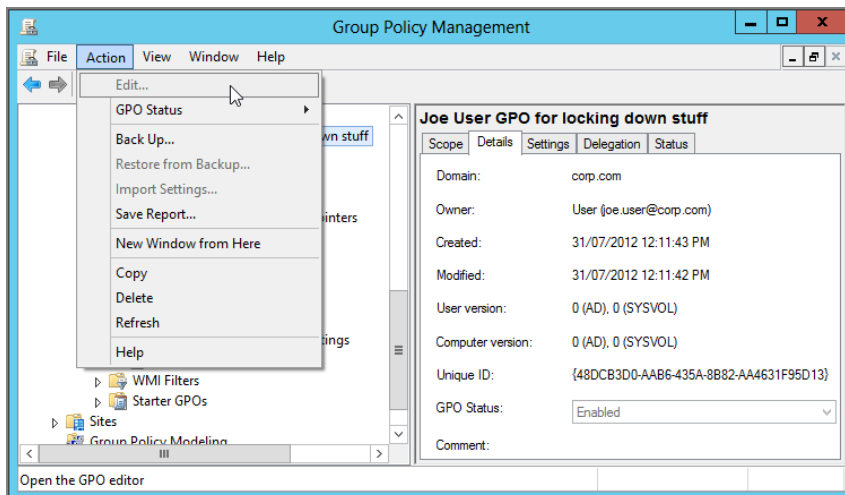 Group Policy Management
File Action View Window Help
Edit...
GPO Status
Back Up...
Restore from Backup...
Import Settings...
Save Report...
New Window from Here
Copy
Delete
Refresh
Help
wn stuff
inters
ings
WMI Filters
Starter GPOs
Sites
Group Policy Modeling
Joe User GPO for locking down stuff
Scope Details Settings Delegation Status
Domain: corp.com
Owner: User (joe.user@corp.com)
Created: 31/07/2012 12:11:43 PM
Modified: 31/07/2012 12:11:42 PM
User version: 0 (AD), 0 (SYSVOL)
Computer version: 0 (AD), 0 (SYSVOL)
Unique ID: {48DCB3D0-AAB6-435A-8B82-AA4631F95D13}
GPO Status: Enabled
Comment:
Open the GPO editor